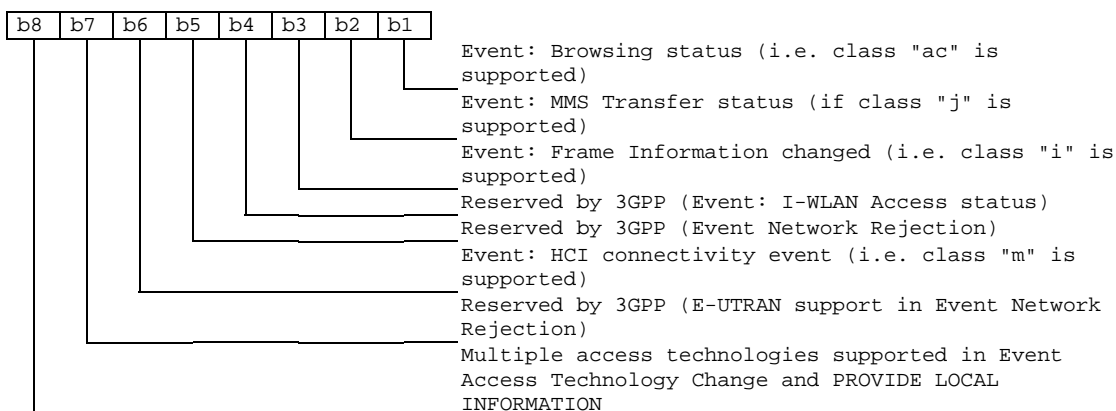 b8 b7 b6 b5 b4 b3 b2 b1
Event: Browsing status (i.e. class "ac" is
supported)
Event: MMS Transfer status (if class "j" is
supported)
Event: Frame Information changed (i.e. class "i" is
supported)
Reserved by 3GPP (Event: I-WLAN Access status)
Reserved by 3GPP (Event Network Rejection)
Event: HCI connectivity event (i.e. class "m" is
supported)
Reserved by 3GPP (E-UTRAN support in Event Network
Rejection)
Multiple access technologies supported in Event
Access Technology Change and PROVIDE LOCAL
INFORMATION